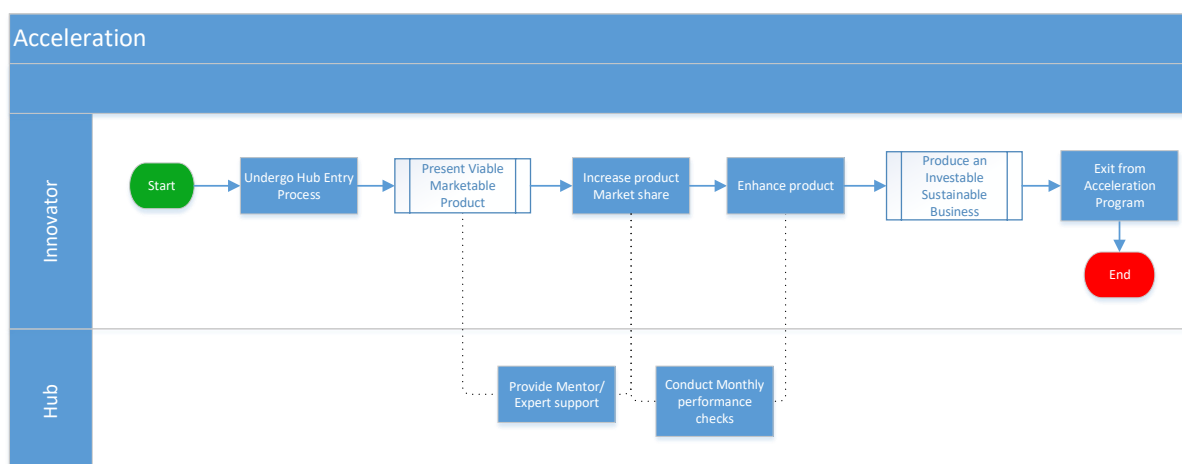 Acceleration
Innovator
Start
Undergo Hub Entry
Process
Present Viable
Marketable
Product
Increase product
Market share
Enhance product
Produce an
Investable
Sustainable
Business
Exit from
Acceleration
Program
End
Hub
Provide Mentor/
Expert support
Conduct Monthly
performance
checks